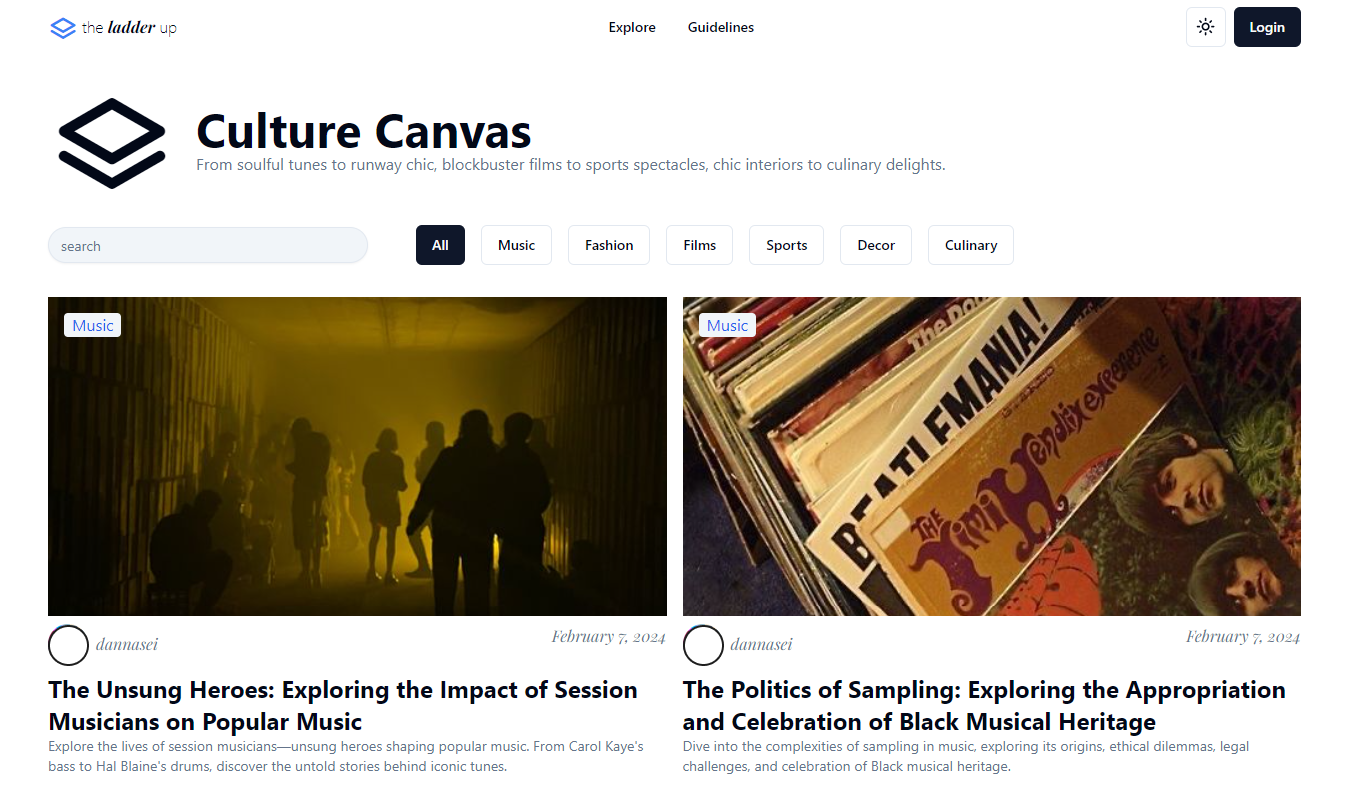 the ladder up
Explore
Guidelines
Login
Culture Canvas
From soulful tunes to runway chic, blockbuster films to sports spectacles, chic interiors to culinary delights.
search
All
Music
Fashion
Films
Sports
Decor
Culinary
Music
Music
BEATLEMANIA!
STEREO
THE
Jimi Hendrix experience
dannasei
February 7, 2024
dannasei
February 7, 2024
The Unsung Heroes: Exploring the Impact of Session
Musicians on Popular Music
Explore the lives of session musicians—unsung heroes shaping popular music. From Carol Kaye's
bass to Hal Blaine's drums, discover the untold stories behind iconic tunes.
The Politics of Sampling: Exploring the Appropriation
and Celebration of Black Musical Heritage
Dive into the complexities of sampling in music, exploring its origins, ethical dilemmas, legal
challenges, and celebration of Black musical heritage.